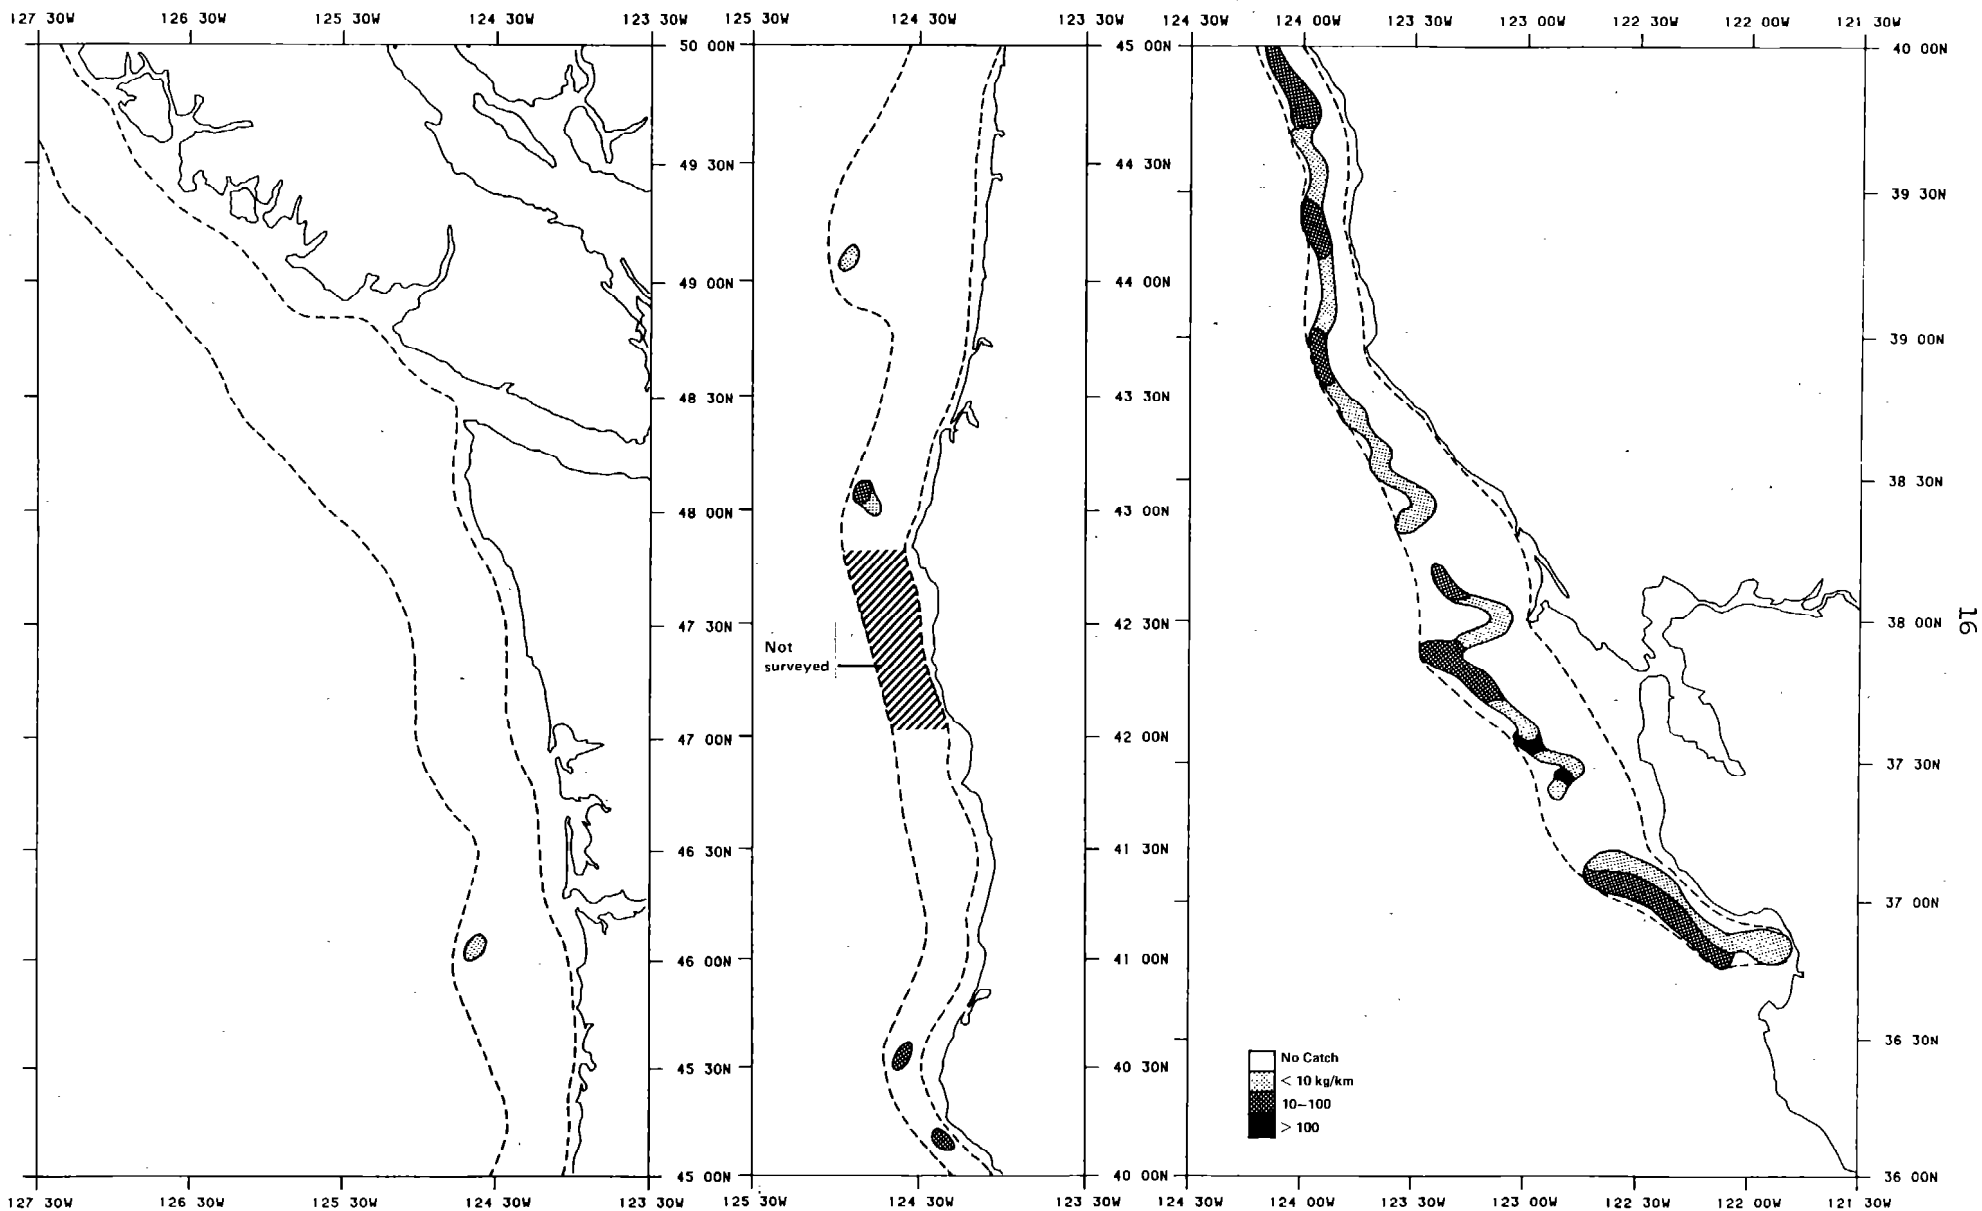 127 30W 126 30W 125 30W 124 30W 123 30W 125 30W 124 30W 123 30W 124 30W 124 00W 123 30W 123 00W 122 30W 122 00W 121 30W
50 00N
49 30N
49 00N
48 30N
48 00N
47 30N
47 00N
46 30N
46 00N
45 30N
45 00N
127 30W 126 30W 125 30W 124 30W 123 30W
45 00N
44 30N
44 00N
43 30N
43 00N
42 30N
Not
surveyed
42 00N
41 30N
41 00N
40 30N
40 00N
125 30W 124 30W 123 30W
40 00N
39 30N
39 00N
38 30N
38 00N
37 30N
37 00N
36 30N
36 00N
No Catch
< 10 kg/km
10–100
> 100
124 30W 124 00W 123 30W 123 00W 122 30W 122 00W 121 30W
16